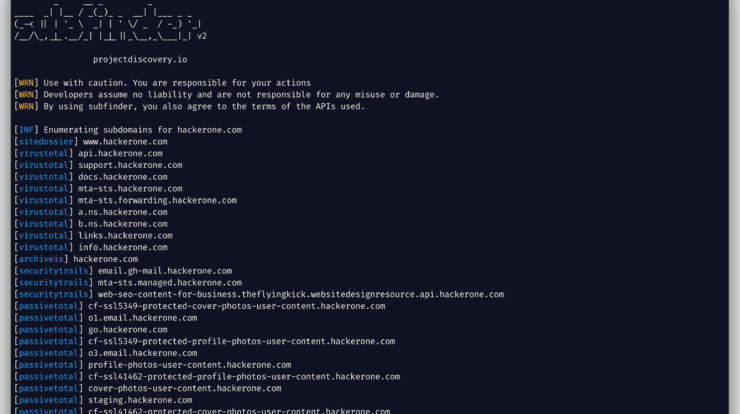 v2
projectdiscovery.io
[WRN] Use with caution. You are responsible for your actions
[WRN] Developers assume no liability and are not responsible for any misuse or damage.
[WRN] By using subfinder, you also agree to the terms of the APIs used.
[INF] Enumerating subdomains for hackerone.com
[sitedossier] www.hackerone.com
[virustotal] api.hackerone.com
[virustotal] support.hackerone.com
[virustotal] docs.hackerone.com
[virustotal] mta-sts.hackerone.com
[virustotal] mta-sts.forwarding.hackerone.com
[virustotal] a.ns.hackerone.com
[virustotal] b.ns.hackerone.com
[virustotal] links.hackerone.com
[virustotal] info.hackerone.com
[archiveis] hackerone.com
[securitytrails] email.gh-mail.hackerone.com
[securitytrails] mta-sts.managed.hackerone.com
[securitytrails] web-seo-content-for-business.theflyingkick.websitedesignresource.api.hackerone.com
[passivetotal] cf-ssl5349-protected-cover-photos-user-content.hackerone.com
[passivetotal] o1.email.hackerone.com
[passivetotal] go.hackerone.com
[passivetotal] cf-ssl5349-protected-profile-photos-user-content.hackerone.com
[passivetotal] o3.email.hackerone.com
[passivetotal] profile-photos-user-content.hackerone.com
[passivetotal] cf-ssl41462-protected-profile-photos-user-content.hackerone.com
[passivetotal] cover-photos-user-content.hackerone.com
[passivetotal] staging.hackerone.com
[passivetotal] cf-ssl41462-protected-cover-photos-user-content.hackerone.com